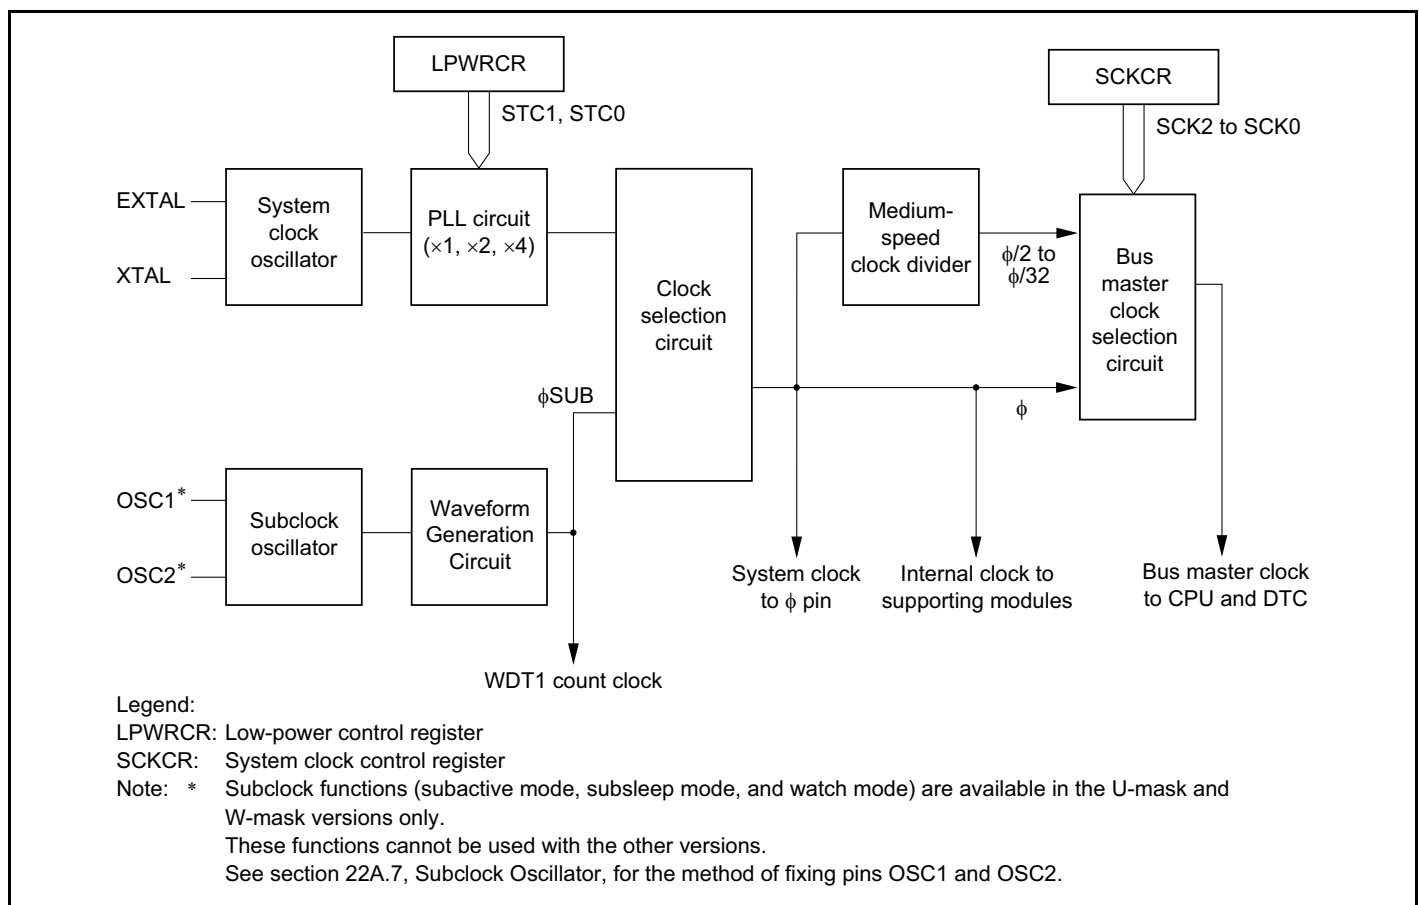 LPWRCR
STC1, STC0
SCKCR
SCK2 to SCK0
EXTAL
XTAL
System
clock
oscillator
PLL circuit
(×1, ×2, ×4)
Clock
selection
circuit
Medium-
speed
clock divider
ϕ/2 to
ϕ/32
Bus
master
clock
selection
circuit
ϕSUB
ϕ
OSC1*
OSC2*
Subclock
oscillator
Waveform
Generation
Circuit
System clock
to ϕ pin
Internal clock to
supporting modules
Bus master clock
to CPU and DTC
WDT1 count clock
Legend:
LPWRCR: Low-power control register
SCKCR: System clock control register
Note: * Subclock functions (subactive mode, subsleep mode, and watch mode) are available in the U-mask and
W-mask versions only.
These functions cannot be used with the other versions.
See section 22A.7, Subclock Oscillator, for the method of fixing pins OSC1 and OSC2.